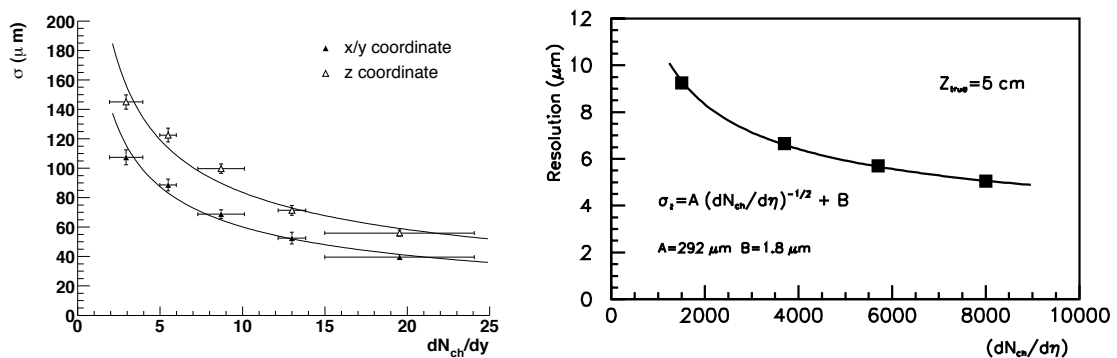 σ (μ m)
200
180
160
140
120
100
80
60
40
20
0
x/y coordinate
z coordinate
0 5 10 15 20 25
dN_ch/dy
Resolution (μm)
12
10
8
6
4
2
0
Z_true=5 cm
σ_z=A (dN_ch/dη)^-1/2 + B
A=292 μm B=1.8 μm
0 2000 4000 6000 8000 10000
(dN_ch/dη)